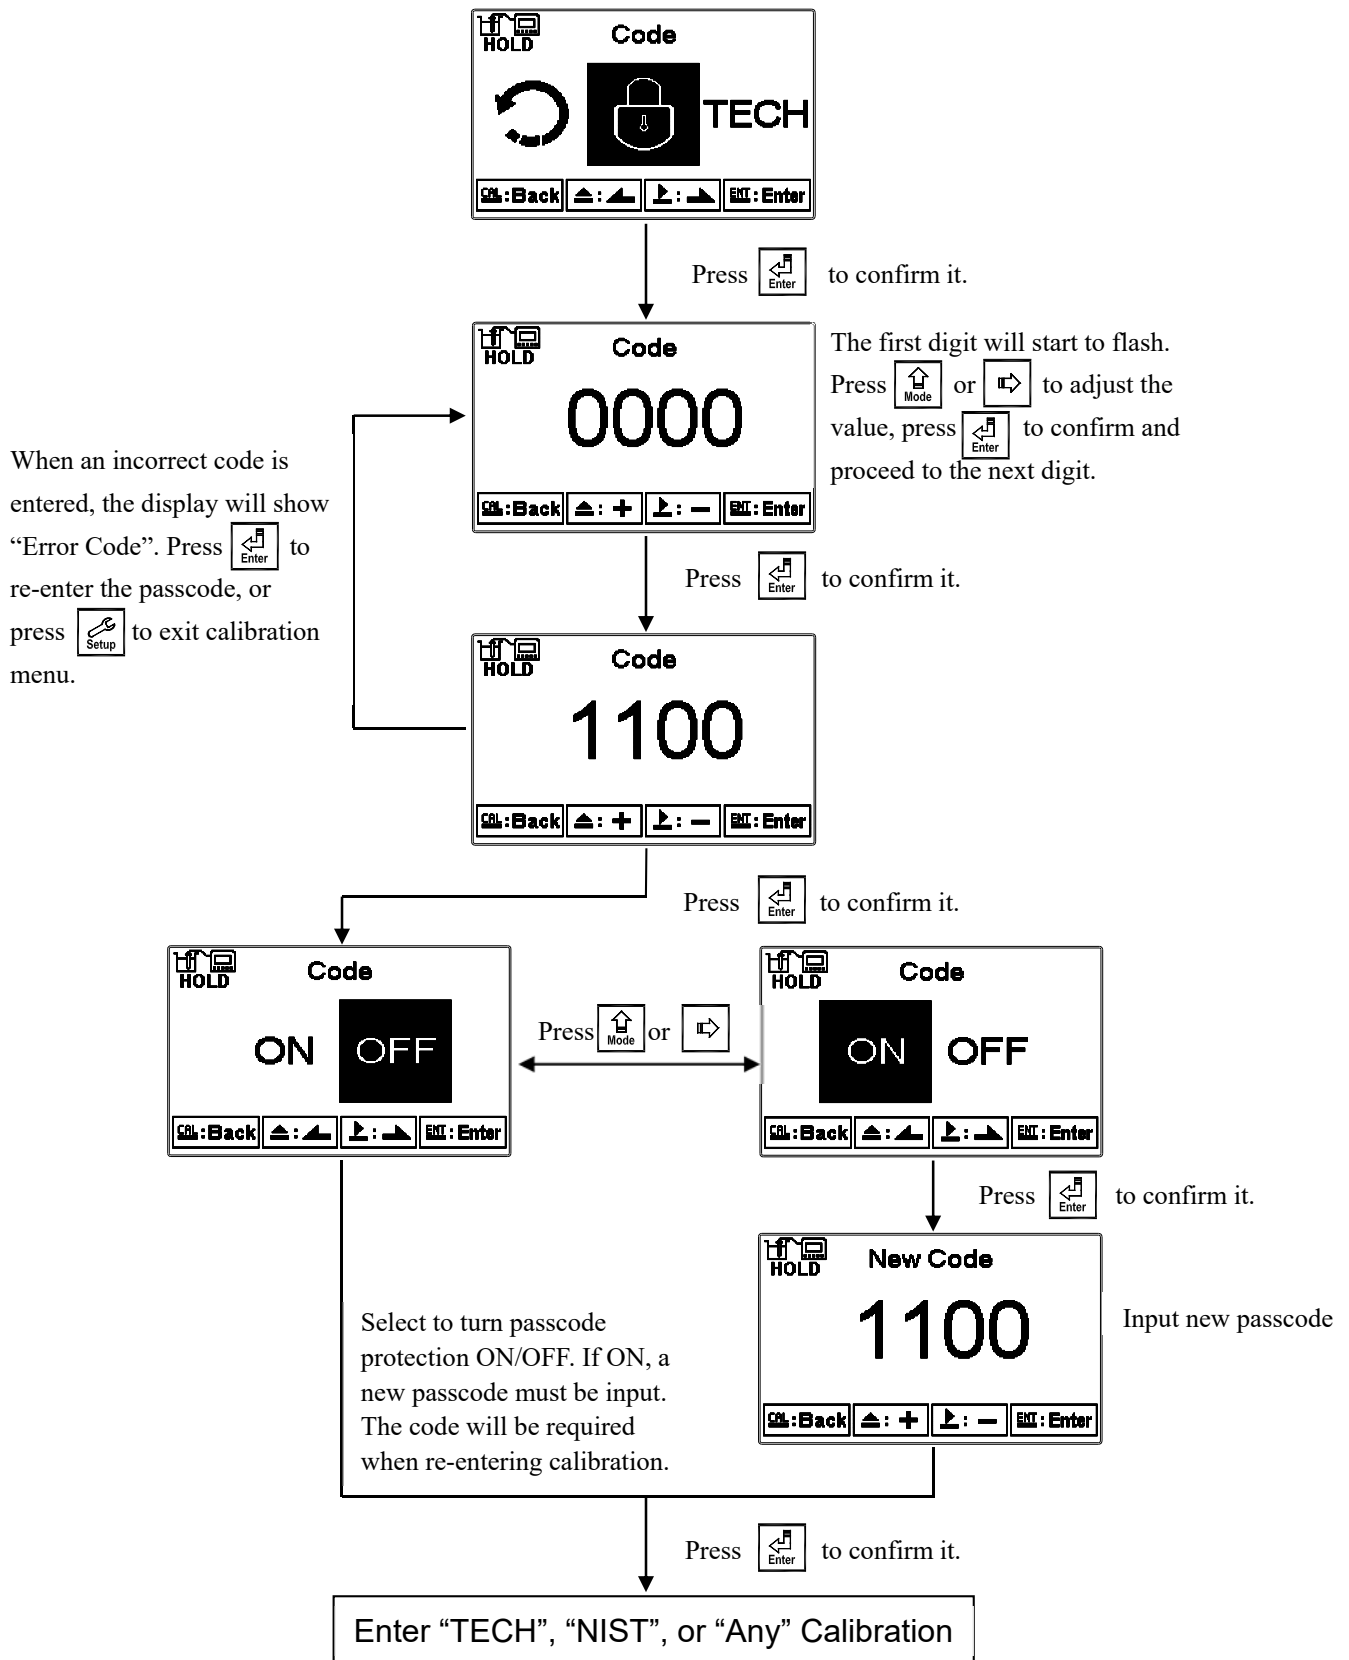 HOLD
Code
TECH
CAL:Back
ENT:Enter
Press Enter to confirm it.
HOLD
Code
0000
CAL:Back
: +
: −
ENT:Enter
The first digit will start to flash.
Press Mode or to adjust the
value, press Enter to confirm and
proceed to the next digit.
When an incorrect code is
entered, the display will show
“Error Code”. Press Enter to
re-enter the passcode, or
press Setup to exit calibration
menu.
Press Enter to confirm it.
HOLD
Code
1100
CAL:Back
: +
: −
ENT:Enter
Press Enter to confirm it.
HOLD
Code
ON OFF
CAL:Back
ENT:Enter
Press Mode or
HOLD
Code
ON OFF
CAL:Back
ENT:Enter
Press Enter to confirm it.
HOLD
New Code
1100
CAL:Back
: +
: −
ENT:Enter
Input new passcode
Select to turn passcode
protection ON/OFF. If ON, a
new passcode must be input.
The code will be required
when re-entering calibration.
Press Enter to confirm it.
Enter “TECH”, “NIST”, or “Any” Calibration